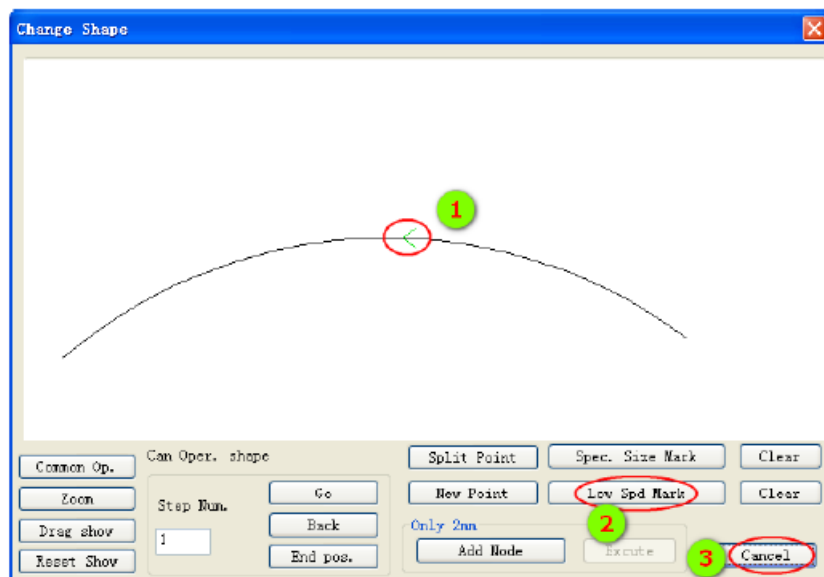 Change Shape
1
Common Op.
Zoom
Drag show
Reset Show
Can Oper. shape
Step Num.
1
Go
Back
End pos.
Split Point
Spec. Size Mark
Clear
New Point
Low Spd Mark
Clear
2
Only 2nm
Add Node
Excute
3
Cancel